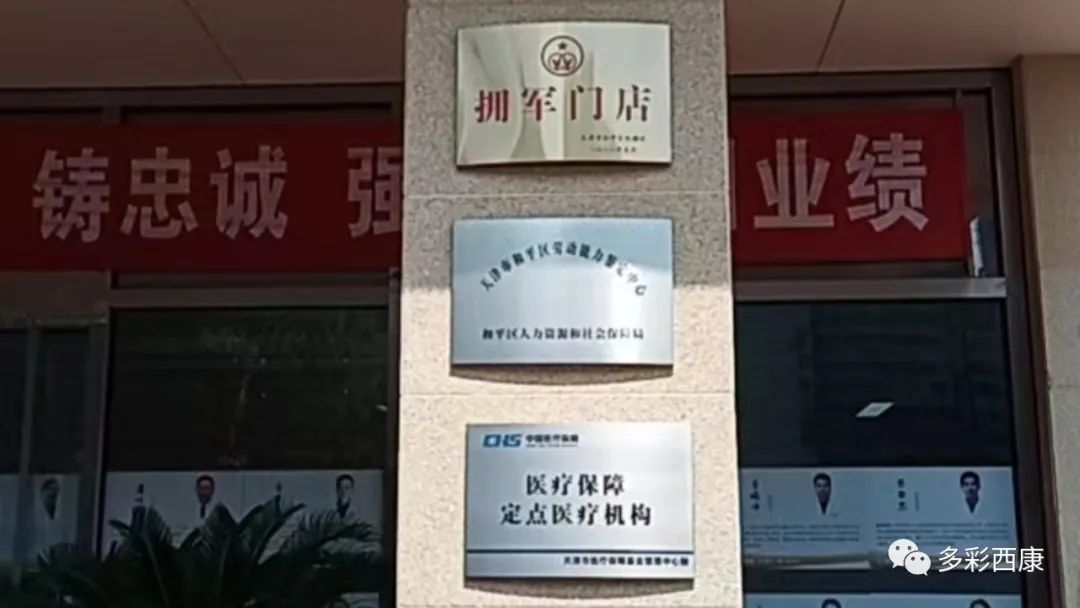 拥军门店
铸忠诚 强
业绩
天津市和平区劳动能力鉴定中心
和平区人力资源和社会保障局
CHS 中国医疗保障
医疗保障
定点医疗机构
天津市医疗保障基金管理中心制
多彩西康